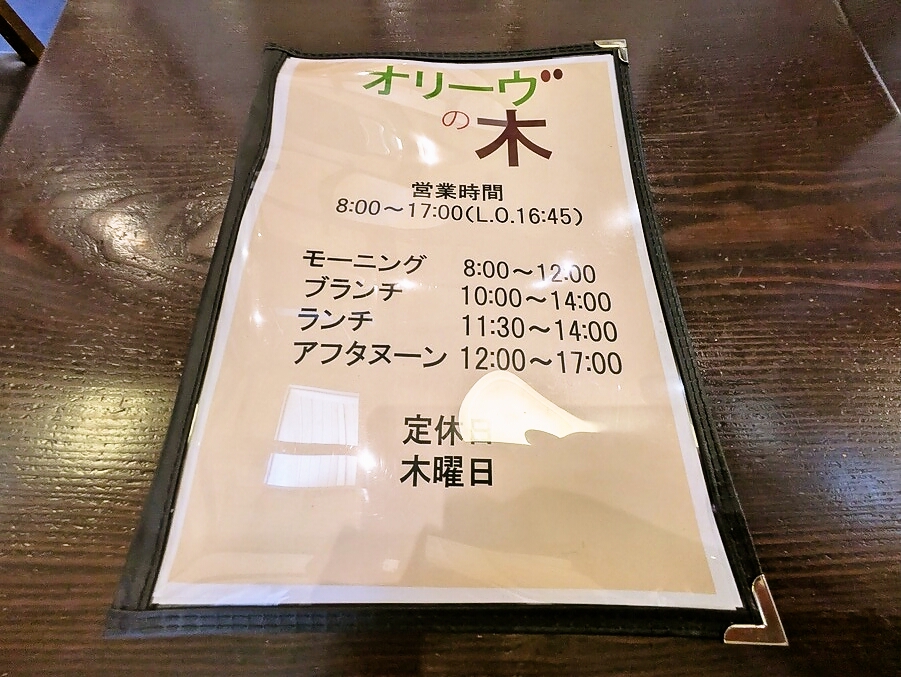 オリーヴ
の木
営業時間
8:00～17:00(L.O.16:45)
モーニング 8:00～12:00
ブランチ 10:00～14:00
ランチ 11:30～14:00
アフタヌーン 12:00～17:00
定休日
木曜日